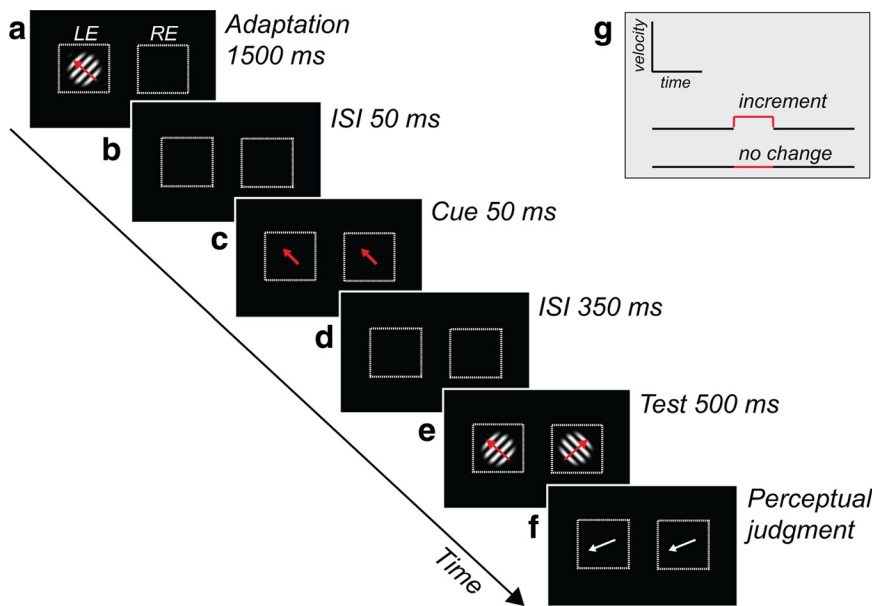 a
LE RE
Adaptation
1500 ms
b
ISI 50 ms
c
Cue 50 ms
d
ISI 350 ms
e
Test 500 ms
f
Perceptual
judgment
Time
g
velocity
time
increment
no change